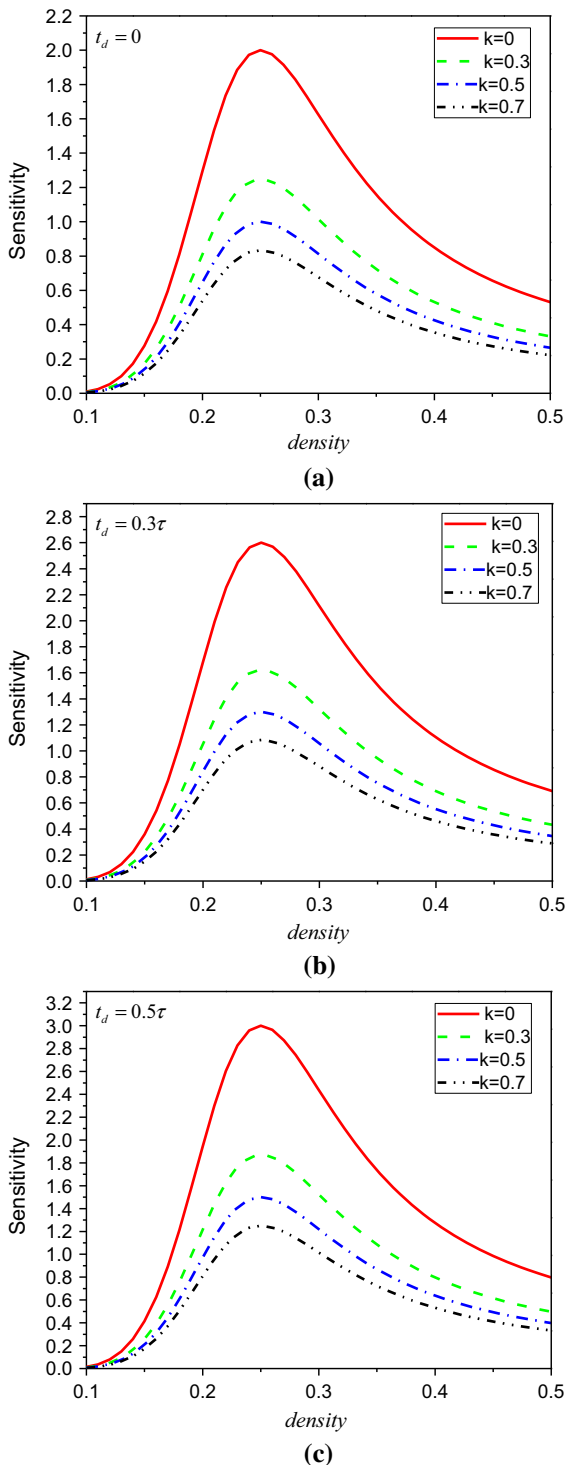 t_d = 0
k=0
k=0.3
k=0.5
k=0.7
2.0
1.8
1.6
1.4
1.2
1.0
0.8
0.6
0.4
0.2
0.0
Sensitivity
0.1 0.2 0.3 0.4 0.5
density
(a)
t_d = 0.3τ
k=0
k=0.3
k=0.5
k=0.7
2.8
2.6
2.4
2.2
2.0
1.8
1.6
1.4
1.2
1.0
0.8
0.6
0.4
0.2
0.0
Sensitivity
0.1 0.2 0.3 0.4 0.5
density
(b)
t_d = 0.5τ
k=0
k=0.3
k=0.5
k=0.7
3.2
3.0
2.8
2.6
2.4
2.2
2.0
1.8
1.6
1.4
1.2
1.0
0.8
0.6
0.4
0.2
0.0
Sensitivity
0.1 0.2 0.3 0.4 0.5
density
(c)